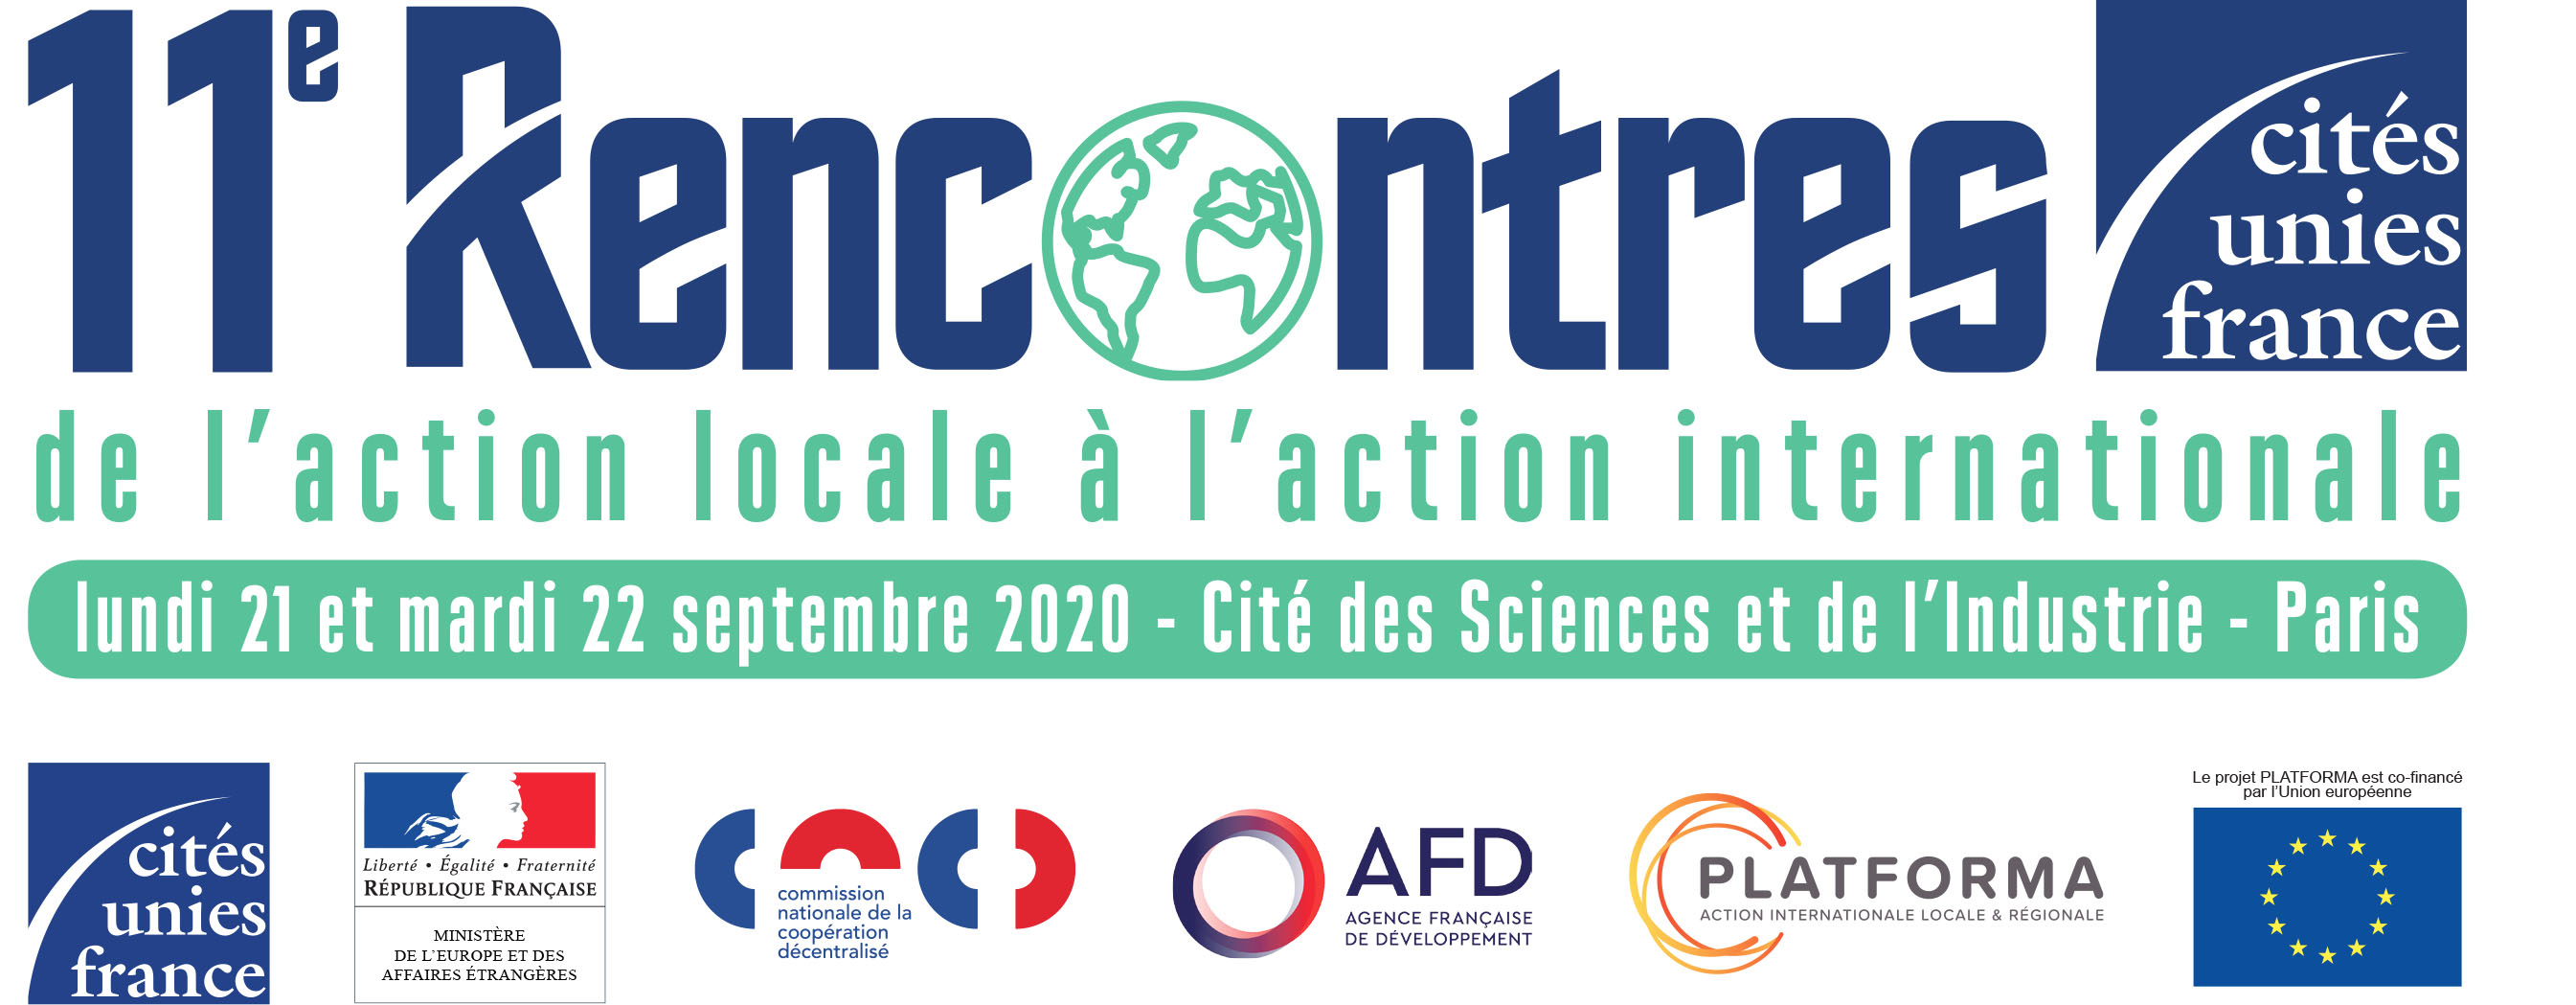 11e Rencontres
cités
unies
france
de l'action locale à l'action internationale
lundi 21 et mardi 22 septembre 2020 - Cité des Sciences et de l'Industrie - Paris
cités
unies
france
Liberté • Égalité • Fraternité
RÉPUBLIQUE FRANÇAISE
MINISTÈRE
DE L'EUROPE ET DES
AFFAIRES ÉTRANGÈRES
commission
nationale de la
coopération
décentralisé
AFD
AGENCE FRANÇAISE
DE DÉVELOPPEMENT
PLATFORMA
ACTION INTERNATIONALE LOCALE & RÉGIONALE
Le projet PLATFORMA est co-financé
par l'Union européenne